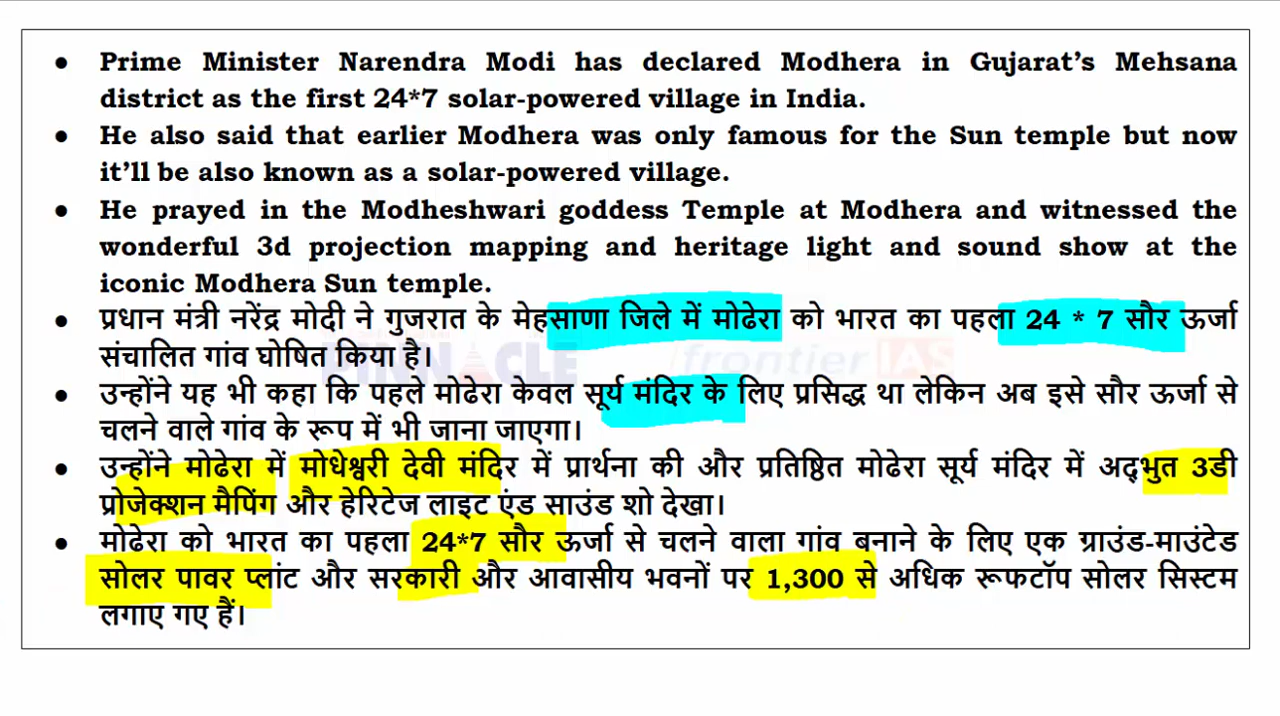 ● Prime Minister Narendra Modi has declared Modhera in Gujarat's Mehsana
district as the first 24*7 solar-powered village in India.
● He also said that earlier Modhera was only famous for the Sun temple but now
it'll be also known as a solar-powered village.
● He prayed in the Modheshwari goddess Temple at Modhera and witnessed the
wonderful 3d projection mapping and heritage light and sound show at the
iconic Modhera Sun temple.
● प्रधान मंत्री नरेंद्र मोदी ने गुजरात के मेहसाणा जिले में मोढेरा को भारत का पहला 24 * 7 सौर ऊर्जा
संचालित गांव घोषित किया है।
PINNACLE frontier IAS
● उन्होंने यह भी कहा कि पहले मोढेरा केवल सूर्य मंदिर के लिए प्रसिद्ध था लेकिन अब इसे सौर ऊर्जा से
चलने वाले गांव के रूप में भी जाना जाएगा।
● उन्होंने मोढेरा में मोधेश्वरी देवी मंदिर में प्रार्थना की और प्रतिष्ठित मोढेरा सूर्य मंदिर में अद्भुत 3डी
प्रोजेक्शन मैपिंग और हेरिटेज लाइट एंड साउंड शो देखा।
● मोढेरा को भारत का पहला 24*7 सौर ऊर्जा से चलने वाला गांव बनाने के लिए एक ग्राउंड-माउंटेड
सोलर पावर प्लांट और सरकारी और आवासीय भवनों पर 1,300 से अधिक रूफटॉप सोलर सिस्टम
लगाए गए हैं।